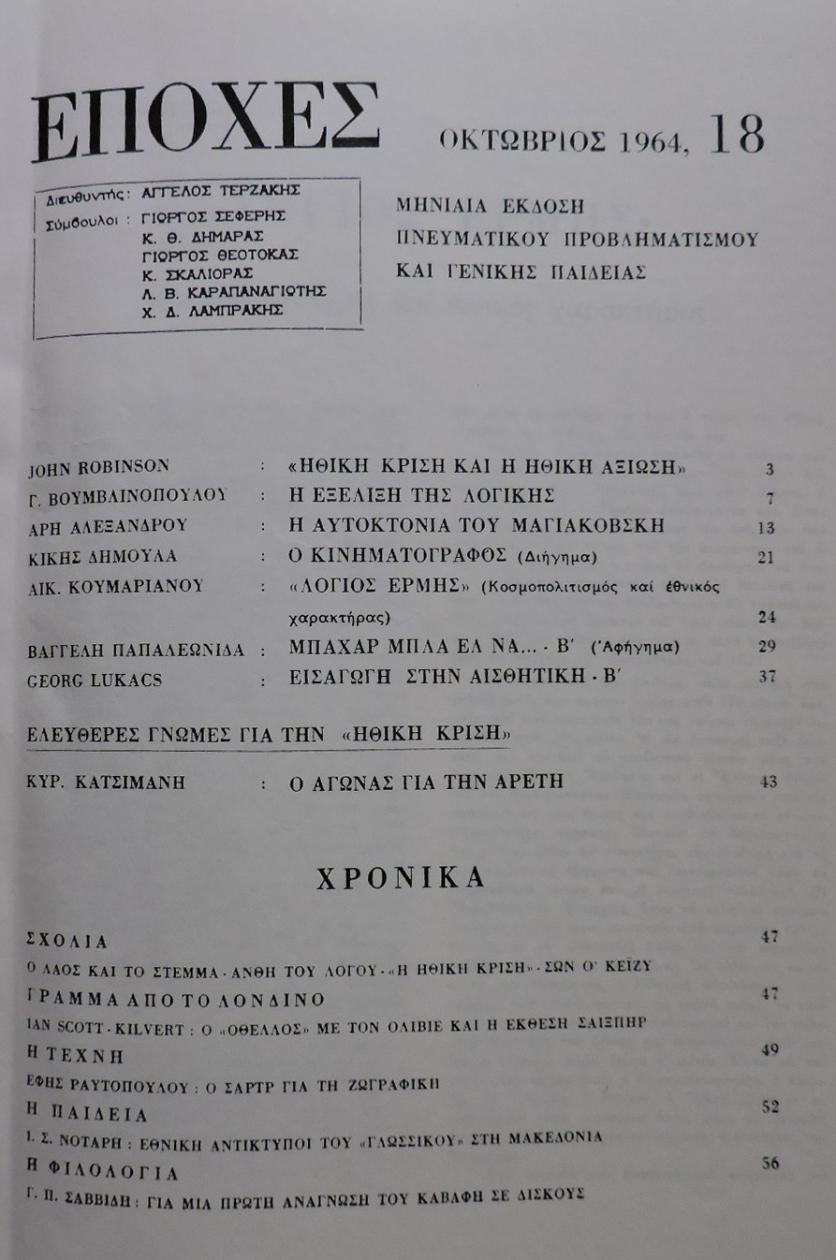 ΕΠΟΧΕΣ
ΟΚΤΩΒΡΙΟΣ 1964, 18
Διευθυντής : ΑΓΓΕΛΟΣ ΤΕΡΖΑΚΗΣ
Σύμβουλοι : ΓΙΩΡΓΟΣ ΣΕΦΕΡΗΣ
Κ. Θ. ΔΗΜΑΡΑΣ
ΓΙΩΡΓΟΣ ΘΕΟΤΟΚΑΣ
Κ. ΣΚΑΛΙΟΡΑΣ
Λ. Β. ΚΑΡΑΠΑΝΑΓΙΩΤΗΣ
Χ. Δ. ΛΑΜΠΡΑΚΗΣ
ΜΗΝΙΑΙΑ ΕΚΔΟΣΗ
ΠΝΕΥΜΑΤΙΚΟΥ ΠΡΟΒΛΗΜΑΤΙΣΜΟΥ
ΚΑΙ ΓΕΝΙΚΗΣ ΠΑΙΔΕΙΑΣ
JOHN ROBINSON : «ΗΘΙΚΗ ΚΡΙΣΗ ΚΑΙ Η ΗΘΙΚΗ ΑΞΙΩΣΗ» 3
Γ. ΒΟΥΜΒΛΙΝΟΠΟΥΛΟΥ : Η ΕΞΕΛΙΞΗ ΤΗΣ ΛΟΓΙΚΗΣ 7
ΑΡΗ ΑΛΕΞΑΝΔΡΟΥ : Η ΑΥΤΟΚΤΟΝΙΑ ΤΟΥ ΜΑΓΙΑΚΟΒΣΚΗ 13
ΚΙΚΗΣ ΔΗΜΟΥΛΑ : Ο ΚΙΝΗΜΑΤΟΓΡΑΦΟΣ (Διήγημα) 21
ΑΙΚ. ΚΟΥΜΑΡΙΑΝΟΥ : «ΛΟΓΙΟΣ ΕΡΜΗΣ» (Κοσμοπολιτισμός καί ἐθνικός
χαρακτήρας) 24
ΒΑΓΓΕΛΗ ΠΑΠΑΛΕΩΝΙΔΑ : ΜΠΑΧΑΡ ΜΠΛΑ ΕΛ ΝΑ... - Β΄ (Ἀφήγημα) 29
GEORG LUKACS : ΕΙΣΑΓΩΓΗ ΣΤΗΝ ΑΙΣΘΗΤΙΚΗ - Β΄ 37
ΕΛΕΥΘΕΡΕΣ ΓΝΩΜΕΣ ΓΙΑ ΤΗΝ «ΗΘΙΚΗ ΚΡΙΣΗ»
ΚΥΡ. ΚΑΤΣΙΜΑΝΗ : Ο ΑΓΩΝΑΣ ΓΙΑ ΤΗΝ ΑΡΕΤΗ 43
ΧΡΟΝΙΚΑ
ΣΧΟΛΙΑ 47
Ο ΛΑΟΣ ΚΑΙ ΤΟ ΣΤΕΜΜΑ - ΑΝΘΗ ΤΟΥ ΛΟΓΟΥ - «Η ΗΘΙΚΗ ΚΡΙΣΗ» - ΣΩΝ Ο' ΚΕΪΖΥ
ΓΡΑΜΜΑ ΑΠΟ ΤΟ ΛΟΝΔΙΝΟ 47
IAN SCOTT - KILVERT : Ο «ΟΘΕΛΛΟΣ» ΜΕ ΤΟΝ ΟΛΙΒΙΕ ΚΑΙ Η ΕΚΘΕΣΗ ΣΑΙΞΠΗΡ
Η ΤΕΧΝΗ 49
ΕΦΗΣ ΡΑΥΤΟΠΟΥΛΟΥ : Ο ΣΑΡΤΡ ΓΙΑ ΤΗ ΖΩΓΡΑΦΙΚΗ
Η ΠΑΙΔΕΙΑ 52
Ι. Σ. ΝΟΤΑΡΗ : ΕΘΝΙΚΗ ΑΝΤΙΚΤΥΠΟΙ ΤΟΥ «ΓΛΩΣΣΙΚΟΥ» ΣΤΗ ΜΑΚΕΔΟΝΙΑ
Η ΦΙΛΟΛΟΓΙΑ 56
Γ. Π. ΣΑΒΒΙΔΗ : ΓΙΑ ΜΙΑ ΠΡΩΤΗ ΑΝΑΓΝΩΣΗ ΤΟΥ ΚΑΒΑΦΗ ΣΕ ΔΙΣΚΟΥΣ